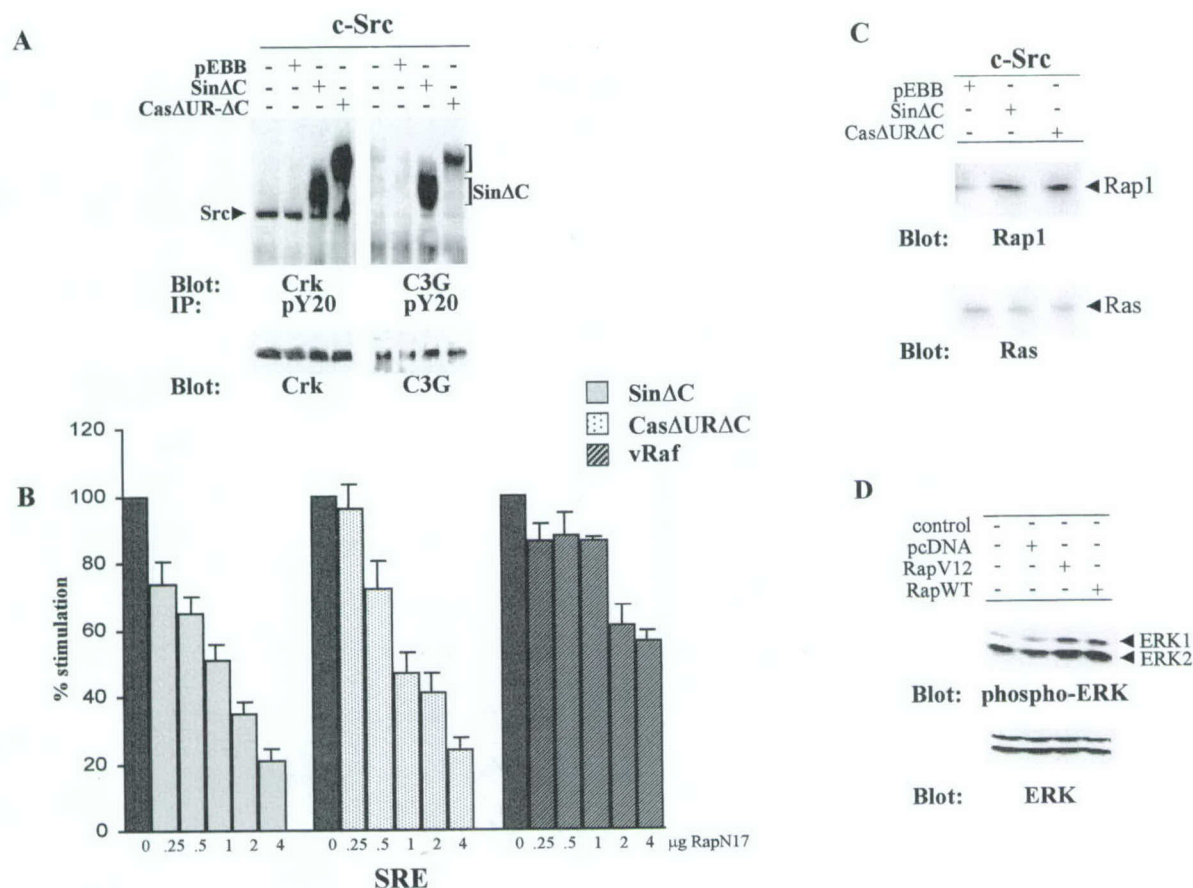 A
c-Src
pEBB - + - - - + - -
SinΔC - - + - - - + -
CasΔUR-ΔC - - - + - - - +
SinΔC
Src
Blot: Crk C3G
IP: pY20 pY20
Blot: Crk C3G
B
SinΔC
CasΔURΔC
vRaf
% stimulation
120
100
80
60
40
20
0
0 .25 .5 1 2 4 0 .25 .5 1 2 4 0 .25 .5 1 2 4 μg RapN17
SRE
C
c-Src
pEBB + - -
SinΔC - + -
CasΔURΔC - - +
Rap1
Blot: Rap1
Ras
Blot: Ras
D
control - - - -
pcDNA - + - -
RapV12 - - + -
RapWT - - - +
ERK1
ERK2
Blot: phospho-ERK
Blot: ERK